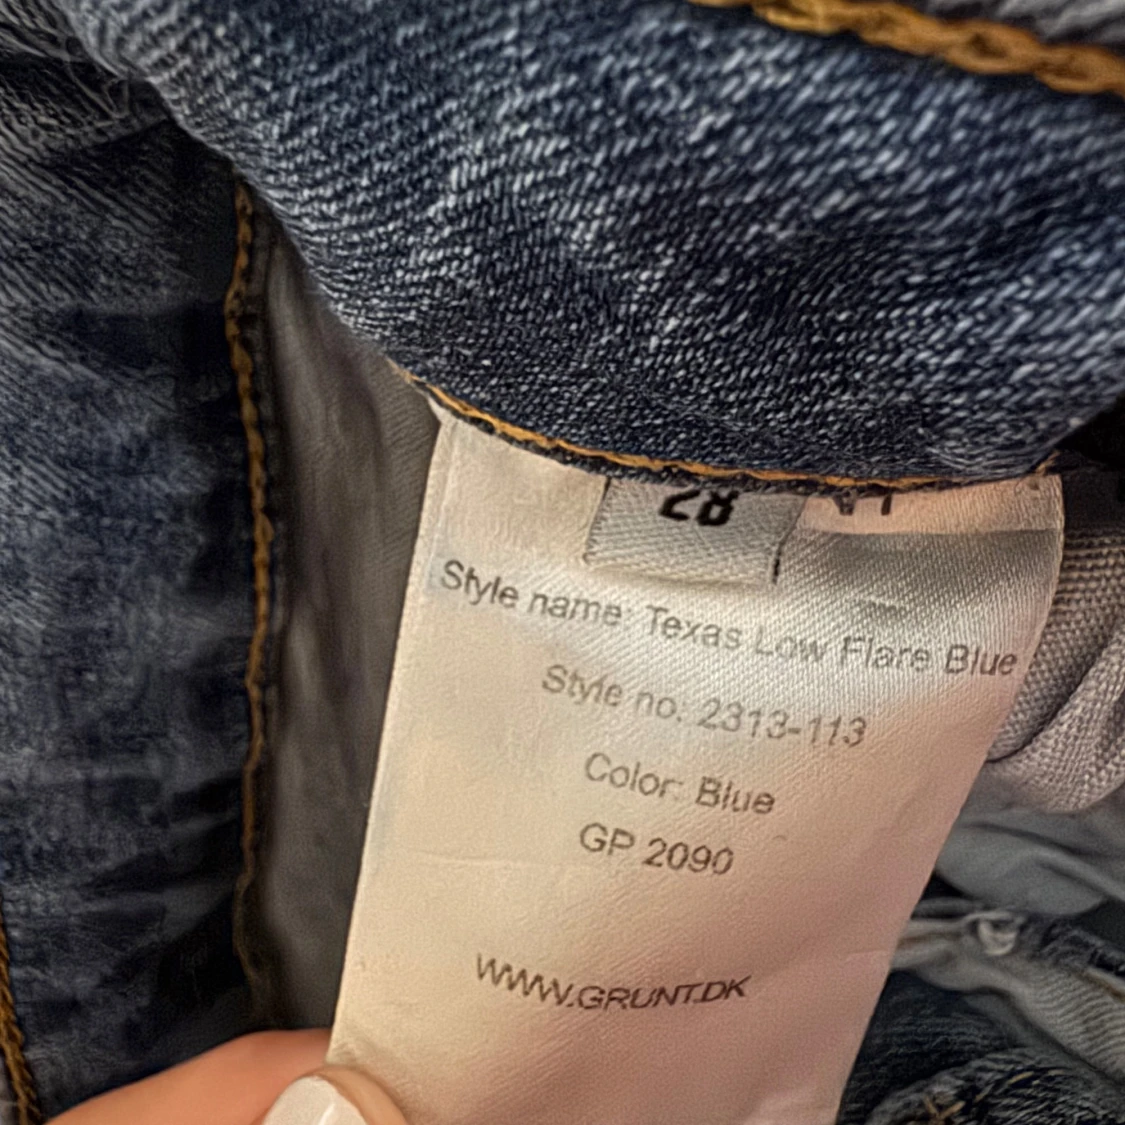 28
Style name: Texas Low Flare Blue
Style no. 2313-113
Color: Blue
GP 2090
WWW.GRUNT.DK